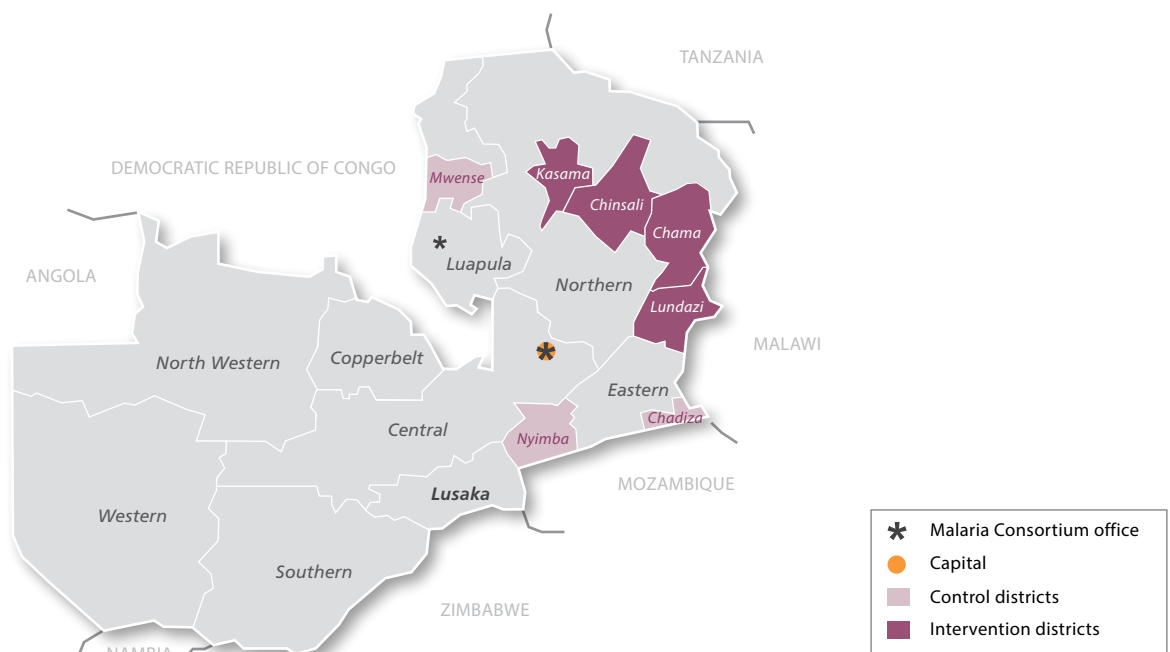 TANZANIA
DEMOCRATIC REPUBLIC OF CONGO
Mwense
Kasama
Chinsali
Chama
Luapula
ANGOLA
Northern
Lundazi
MALAWI
North Western
Copperbelt
Eastern
Chadiza
Central
Nyimba
MOZAMBIQUE
Lusaka
Western
Southern
ZIMBABWE
NAMIBIA
Malaria Consortium office
Capital
Control districts
Intervention districts